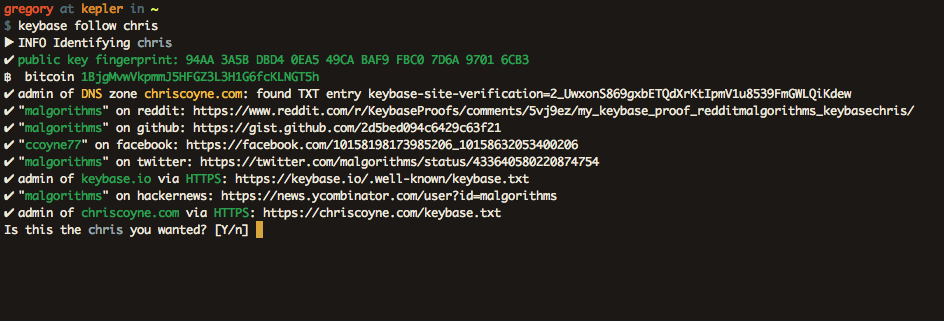 gregory at kepler in ~
$ keybase follow chris
▶ INFO Identifying chris
✔ public key fingerprint: 94AA 3A5B DBD4 0EA5 49CA BAF9 FBC0 7D6A 9701 6CB3
฿ bitcoin 1BjgMvwVkpmmJ5HFGZ3L3H1G6fcKLNGT5h
✔ admin of DNS zone chriscoyne.com: found TXT entry keybase-site-verification=2_UwxonS869gxbETQdXrKtIpmV1u8539FmGWLQiKdew
✔ "malgorithms" on reddit: https://www.reddit.com/r/KeybaseProofs/comments/5vj9ez/my_keybase_proof_redditmalgorithms_keybasechris/
✔ "malgorithms" on github: https://gist.github.com/2d5bed094c6429c63f21
✔ "ccoyne77" on facebook: https://facebook.com/10158198173985206_10158632053400206
✔ "malgorithms" on twitter: https://twitter.com/malgorithms/status/433640580220874754
✔ admin of keybase.io via HTTPS: https://keybase.io/.well-known/keybase.txt
✔ "malgorithms" on hackernews: https://news.ycombinator.com/user?id=malgorithms
✔ admin of chriscoyne.com via HTTPS: https://chriscoyne.com/keybase.txt
Is this the chris you wanted? [Y/n]